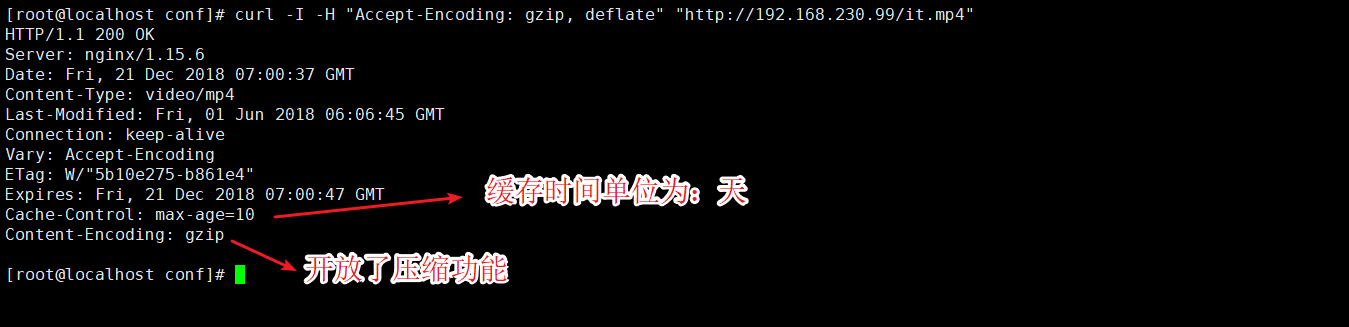 [root@localhost conf]# curl -I -H "Accept-Encoding: gzip, deflate" "http://192.168.230.99/it.mp4"
HTTP/1.1 200 OK
Server: nginx/1.15.6
Date: Fri, 21 Dec 2018 07:00:37 GMT
Content-Type: video/mp4
Last-Modified: Fri, 01 Jun 2018 06:06:45 GMT
Connection: keep-alive
Vary: Accept-Encoding
ETag: W/"5b10e275-b861e4"
Expires: Fri, 21 Dec 2018 07:00:47 GMT
缓存时间单位为：天
Cache-Control: max-age=10
Content-Encoding: gzip
开放了压缩功能
[root@localhost conf]#